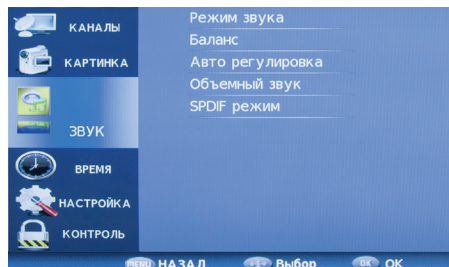 КАНАЛЫ
КАРТИНКА
ЗВУК
ВРЕМЯ
НАСТРОЙКА
КОНТРОЛЬ
Режим звука
Баланс
Авто регулировка
Объемный звук
SPDIF режим
MENU НАЗАД Выбор OK OK